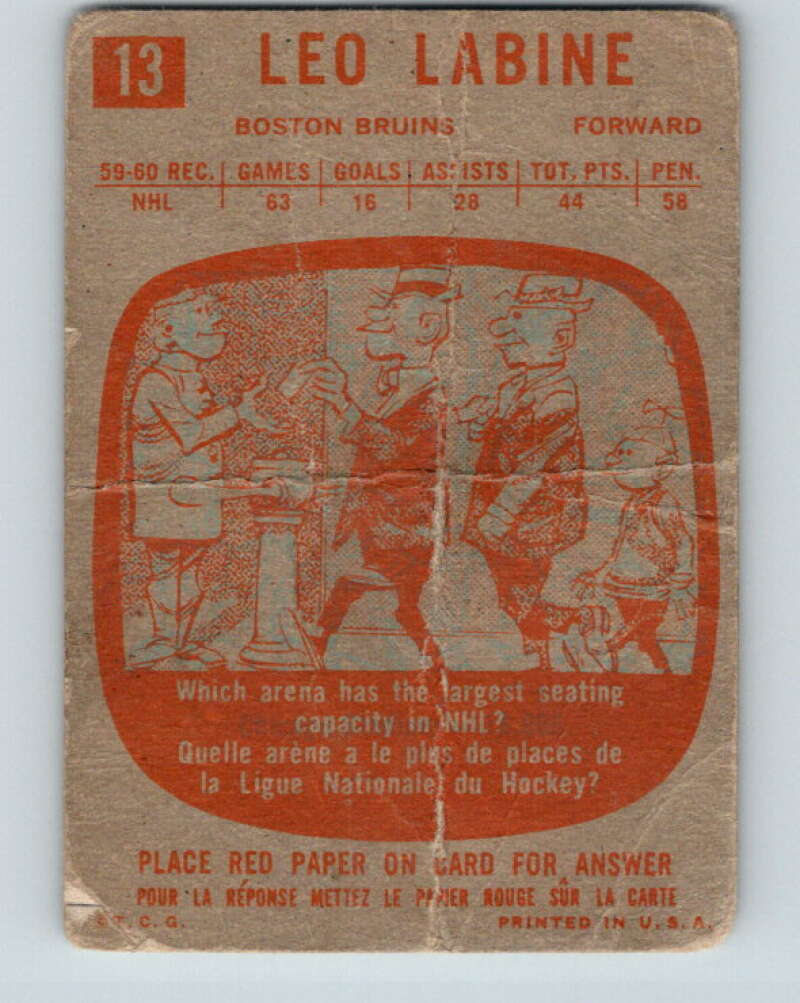 13
LEO LABINE
BOSTON BRUINS FORWARD
59-60 REC. GAMES GOALS ASSISTS TOT. PTS. PEN.
NHL 63 16 28 44 58
Which arena has the largest seating
capacity in NHL?
Quelle arène a le plus de places de
la Ligue Nationale du Hockey?
PLACE RED PAPER ON CARD FOR ANSWER
POUR LA RÉPONSE METTEZ LE PAPIER ROUGE SÛR LA CARTE
©T. C. G. PRINTED IN U. S. A.